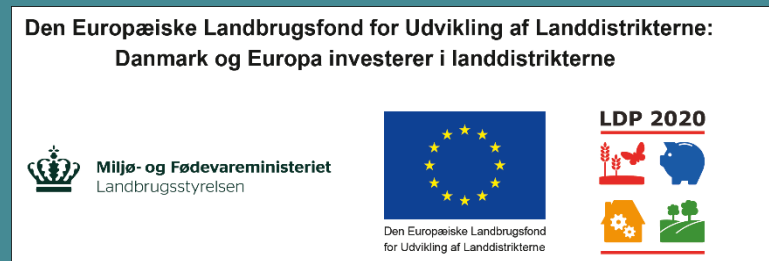 Den Europæiske Landbrugsfond for Udvikling af Landdistrikterne:
Danmark og Europa investerer i landdistrikterne
LDP 2020
Miljø- og Fødevareministeriet
Landbrugsstyrelsen
Den Europæiske Landbrugsfond
for Udvikling af Landdistrikterne